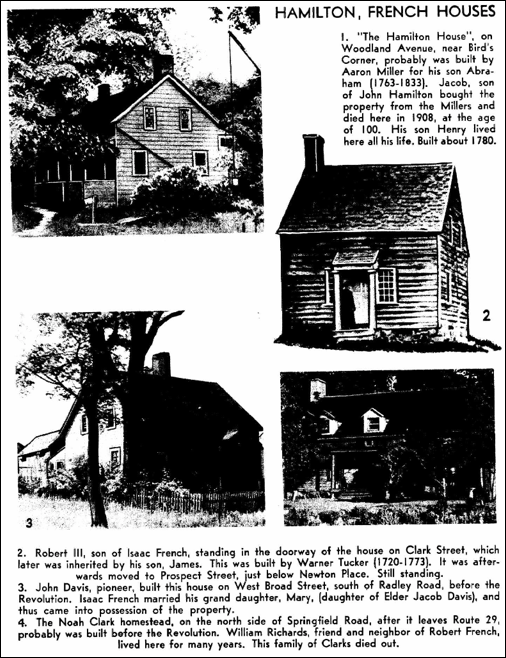 HAMILTON, FRENCH HOUSES
1. "The Hamilton House", on
Woodland Avenue, near Bird's
Corner, probably was built by
Aaron Miller for his son Abra-
ham (1763-1833). Jacob, son
of John Hamilton bought the
property from the Millers and
died here in 1908, at the age
of 100. His son Henry lived
here all his life. Built about 1780.
2
3
2. Robert III, son of Isaac French, standing in the doorway of the house on Clark Street, which
later was inherited by his son, James. This was built by Warner Tucker (1720-1773). It was after-
wards moved to Prospect Street, just below Newton Place. Still standing.
3. John Davis, pioneer, built this house on West Broad Street, south of Radley Road, before the
Revolution. Isaac French married his grand daughter, Mary, (daughter of Elder Jacob Davis), and
thus came into possession of the property.
4. The Noah Clark homestead, on the north side of Springfield Road, after it leaves Route 29,
probably was built before the Revolution. William Richards, friend and neighbor of Robert French,
lived here for many years. This family of Clarks died out.